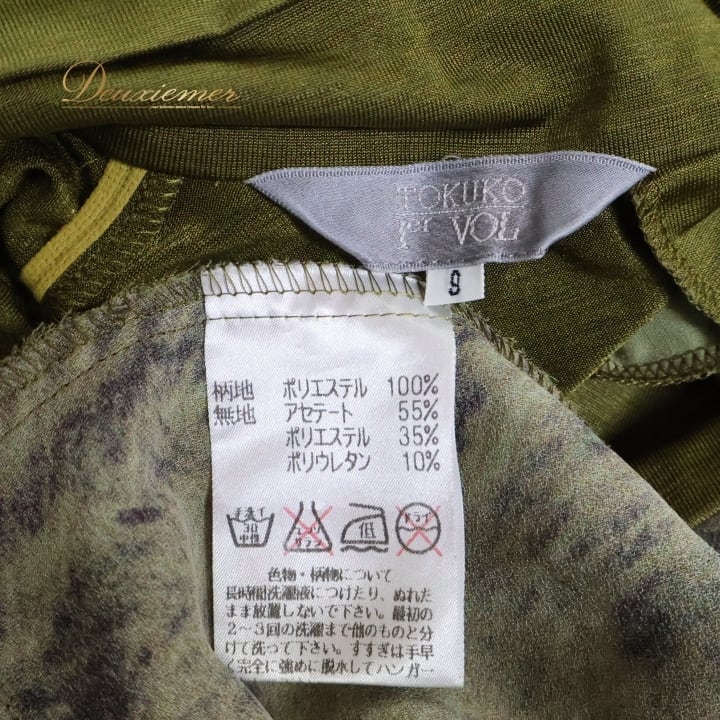 Deuxiemer
TOKUKO
1er VOL
9
柄地 ポリエステル 100%
無地 アセテート 55%
ポリエステル 35%
ポリウレタン 10%
手洗イ
30
中性
エンソ
サラシ
低
ドライ
色物・柄物について
長時間洗濯液につけたり、ぬれた
まま放置しないで下さい。最初の
2〜3回の洗濯まで他のものと分
けて洗って下さい。すすぎは手早
く完全に強めに脱水してハンガー